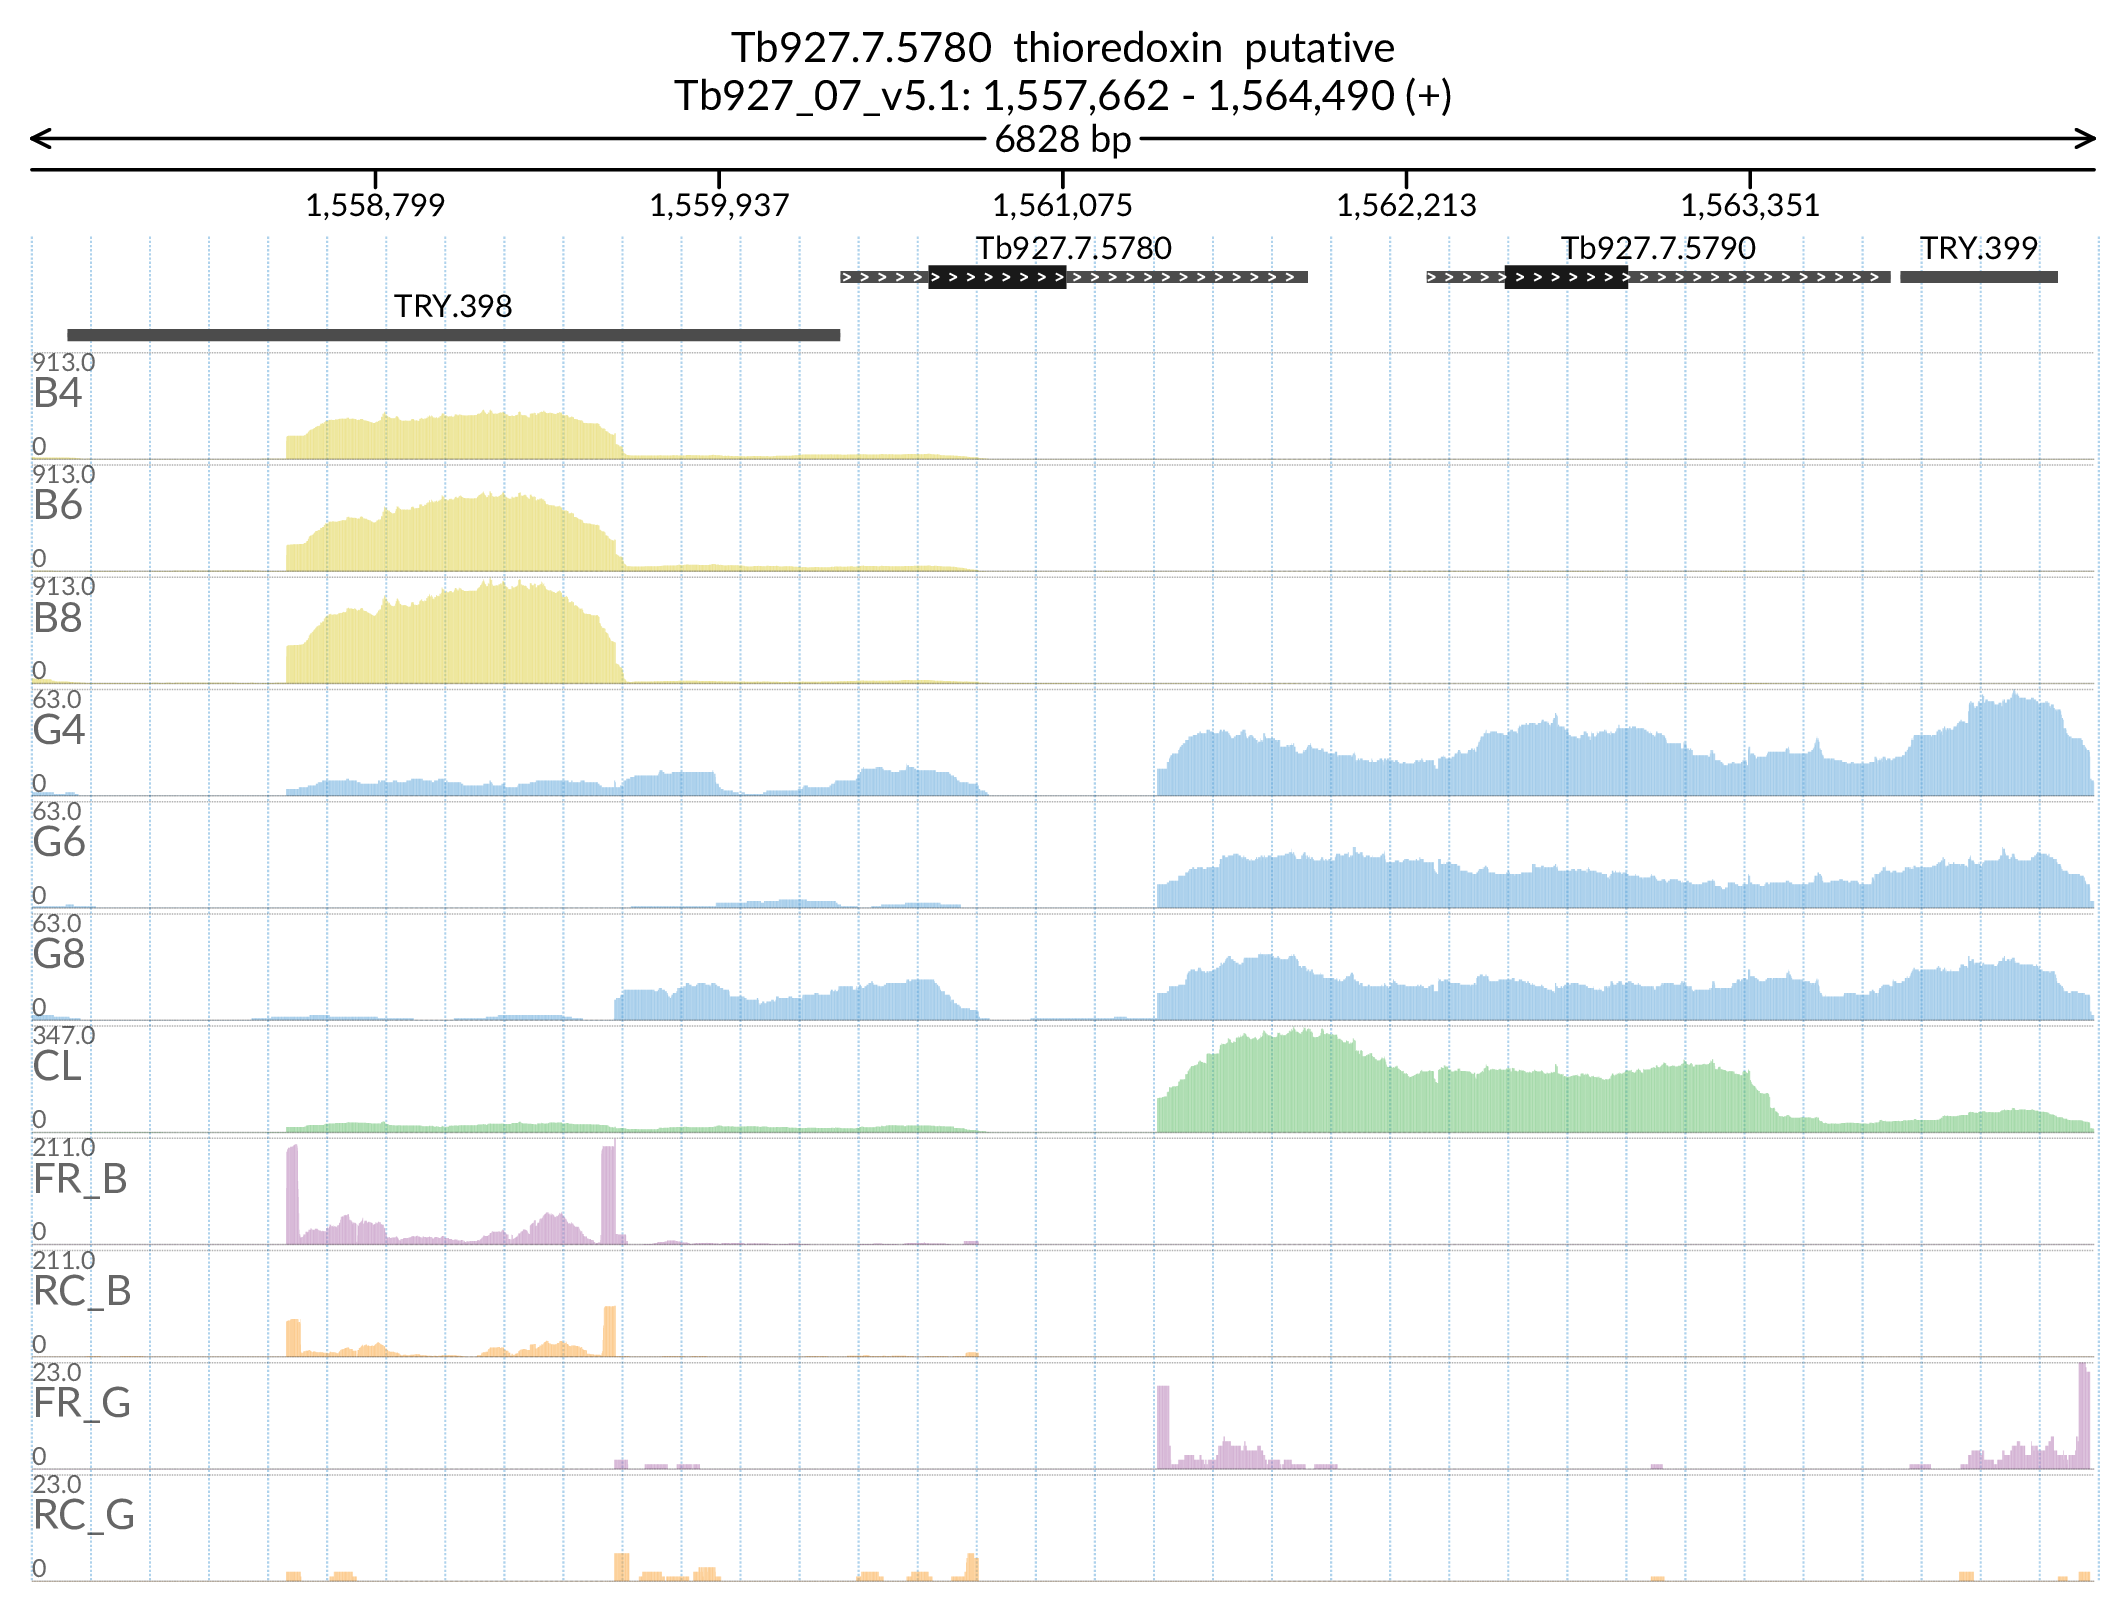 Tb927.7.5780 thioredoxin putative
Tb927_07_v5.1: 1,557,662 - 1,564,490 (+)
6828 bp
1,558,799 1,559,937 1,561,075 1,562,213 1,563,351
Tb927.7.5780 Tb927.7.5790 TRY.399
TRY.398
913.0
B4
0
913.0
B6
0
913.0
B8
0
63.0
G4
0
63.0
G6
0
63.0
G8
0
347.0
CL
0
211.0
FR_B
0
211.0
RC_B
0
23.0
FR_G
0
23.0
RC_G
0